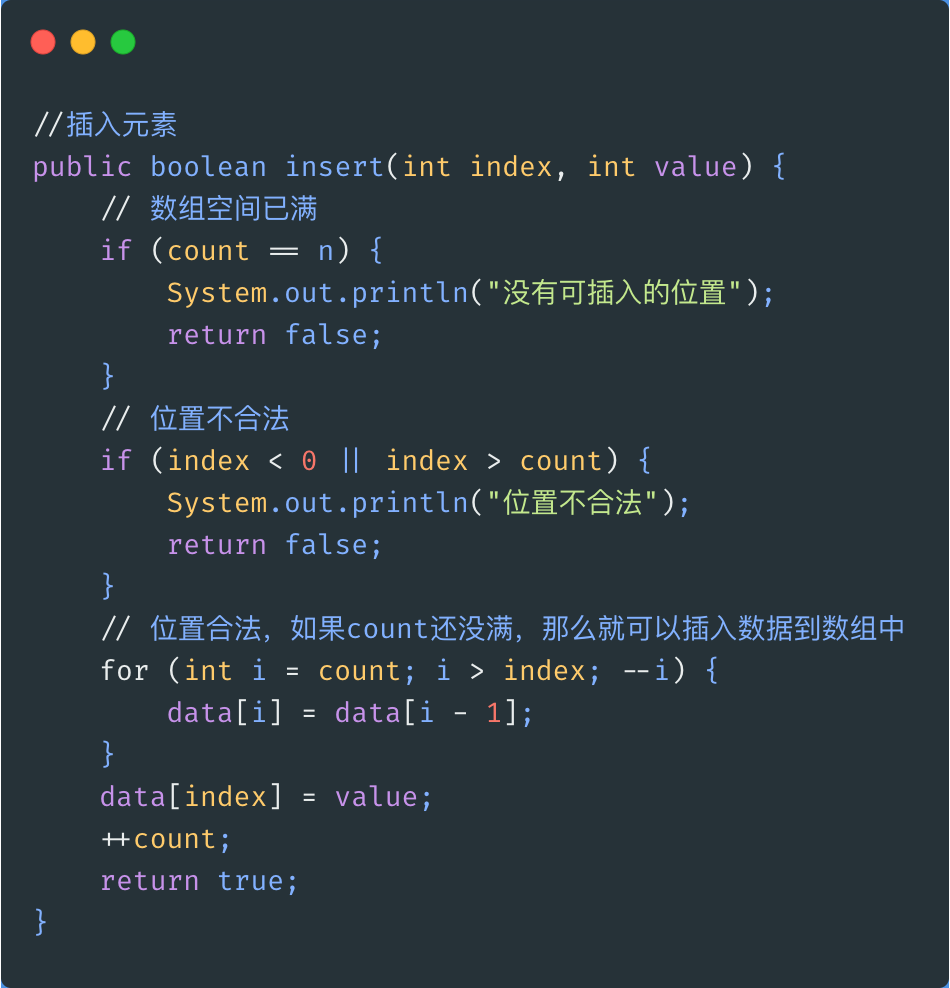 //插入元素
public boolean insert(int index, int value) {
    // 数组空间已满
    if (count == n) {
        System.out.println("没有可插入的位置");
        return false;
    }
    // 位置不合法
    if (index < 0 || index > count) {
        System.out.println("位置不合法");
        return false;
    }
    // 位置合法，如果count还没满，那么就可以插入数据到数组中
    for (int i = count; i > index; --i) {
        data[i] = data[i - 1];
    }
    data[index] = value;
    ++count;
    return true;
}